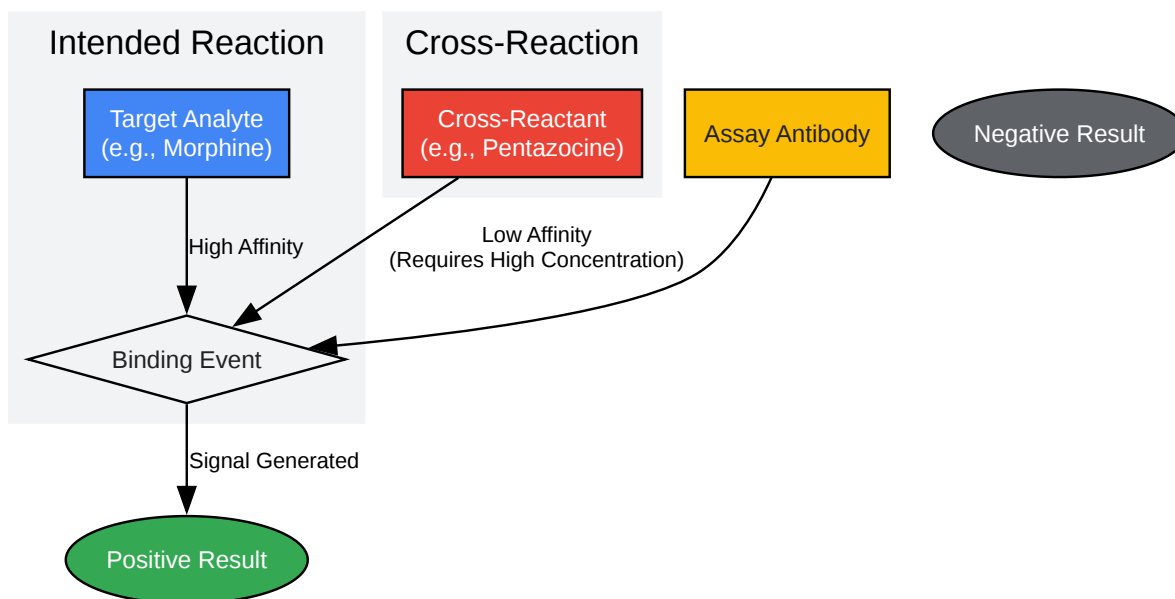 Intended Reaction
Cross-Reaction
Target Analyte
(e.g., Morphine)
Cross-Reactant
(e.g., Pentazocine)
Assay Antibody
Negative Result
High Affinity
Low Affinity
(Requires High Concentration)
Binding Event
Signal Generated
Positive Result